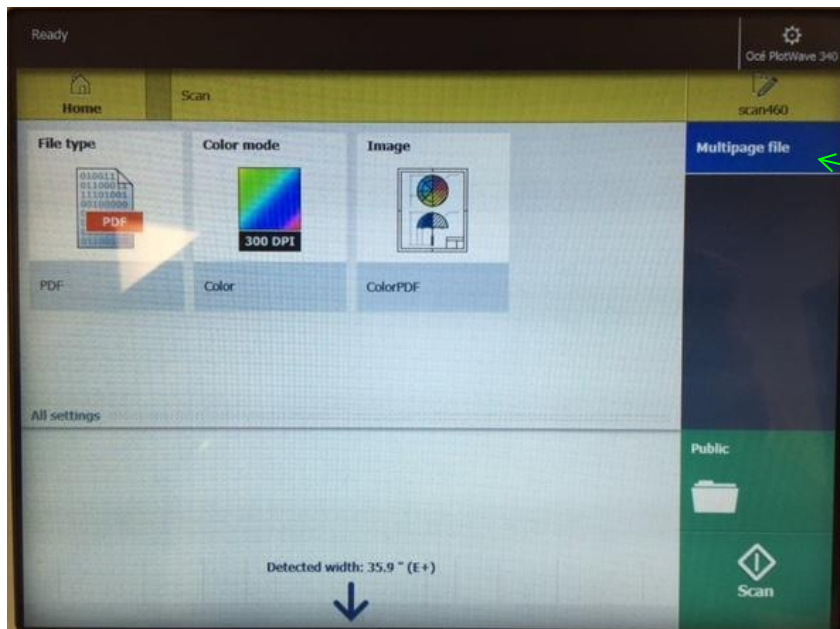 Ready
Océ PlotWave 340
Home
Scan
scan460
File type
Color mode
Image
Multipage file
PDF
300 DPI
PDF
Color
ColorPDF
All settings
Public
Detected width: 35.9 " (E+)
Scan